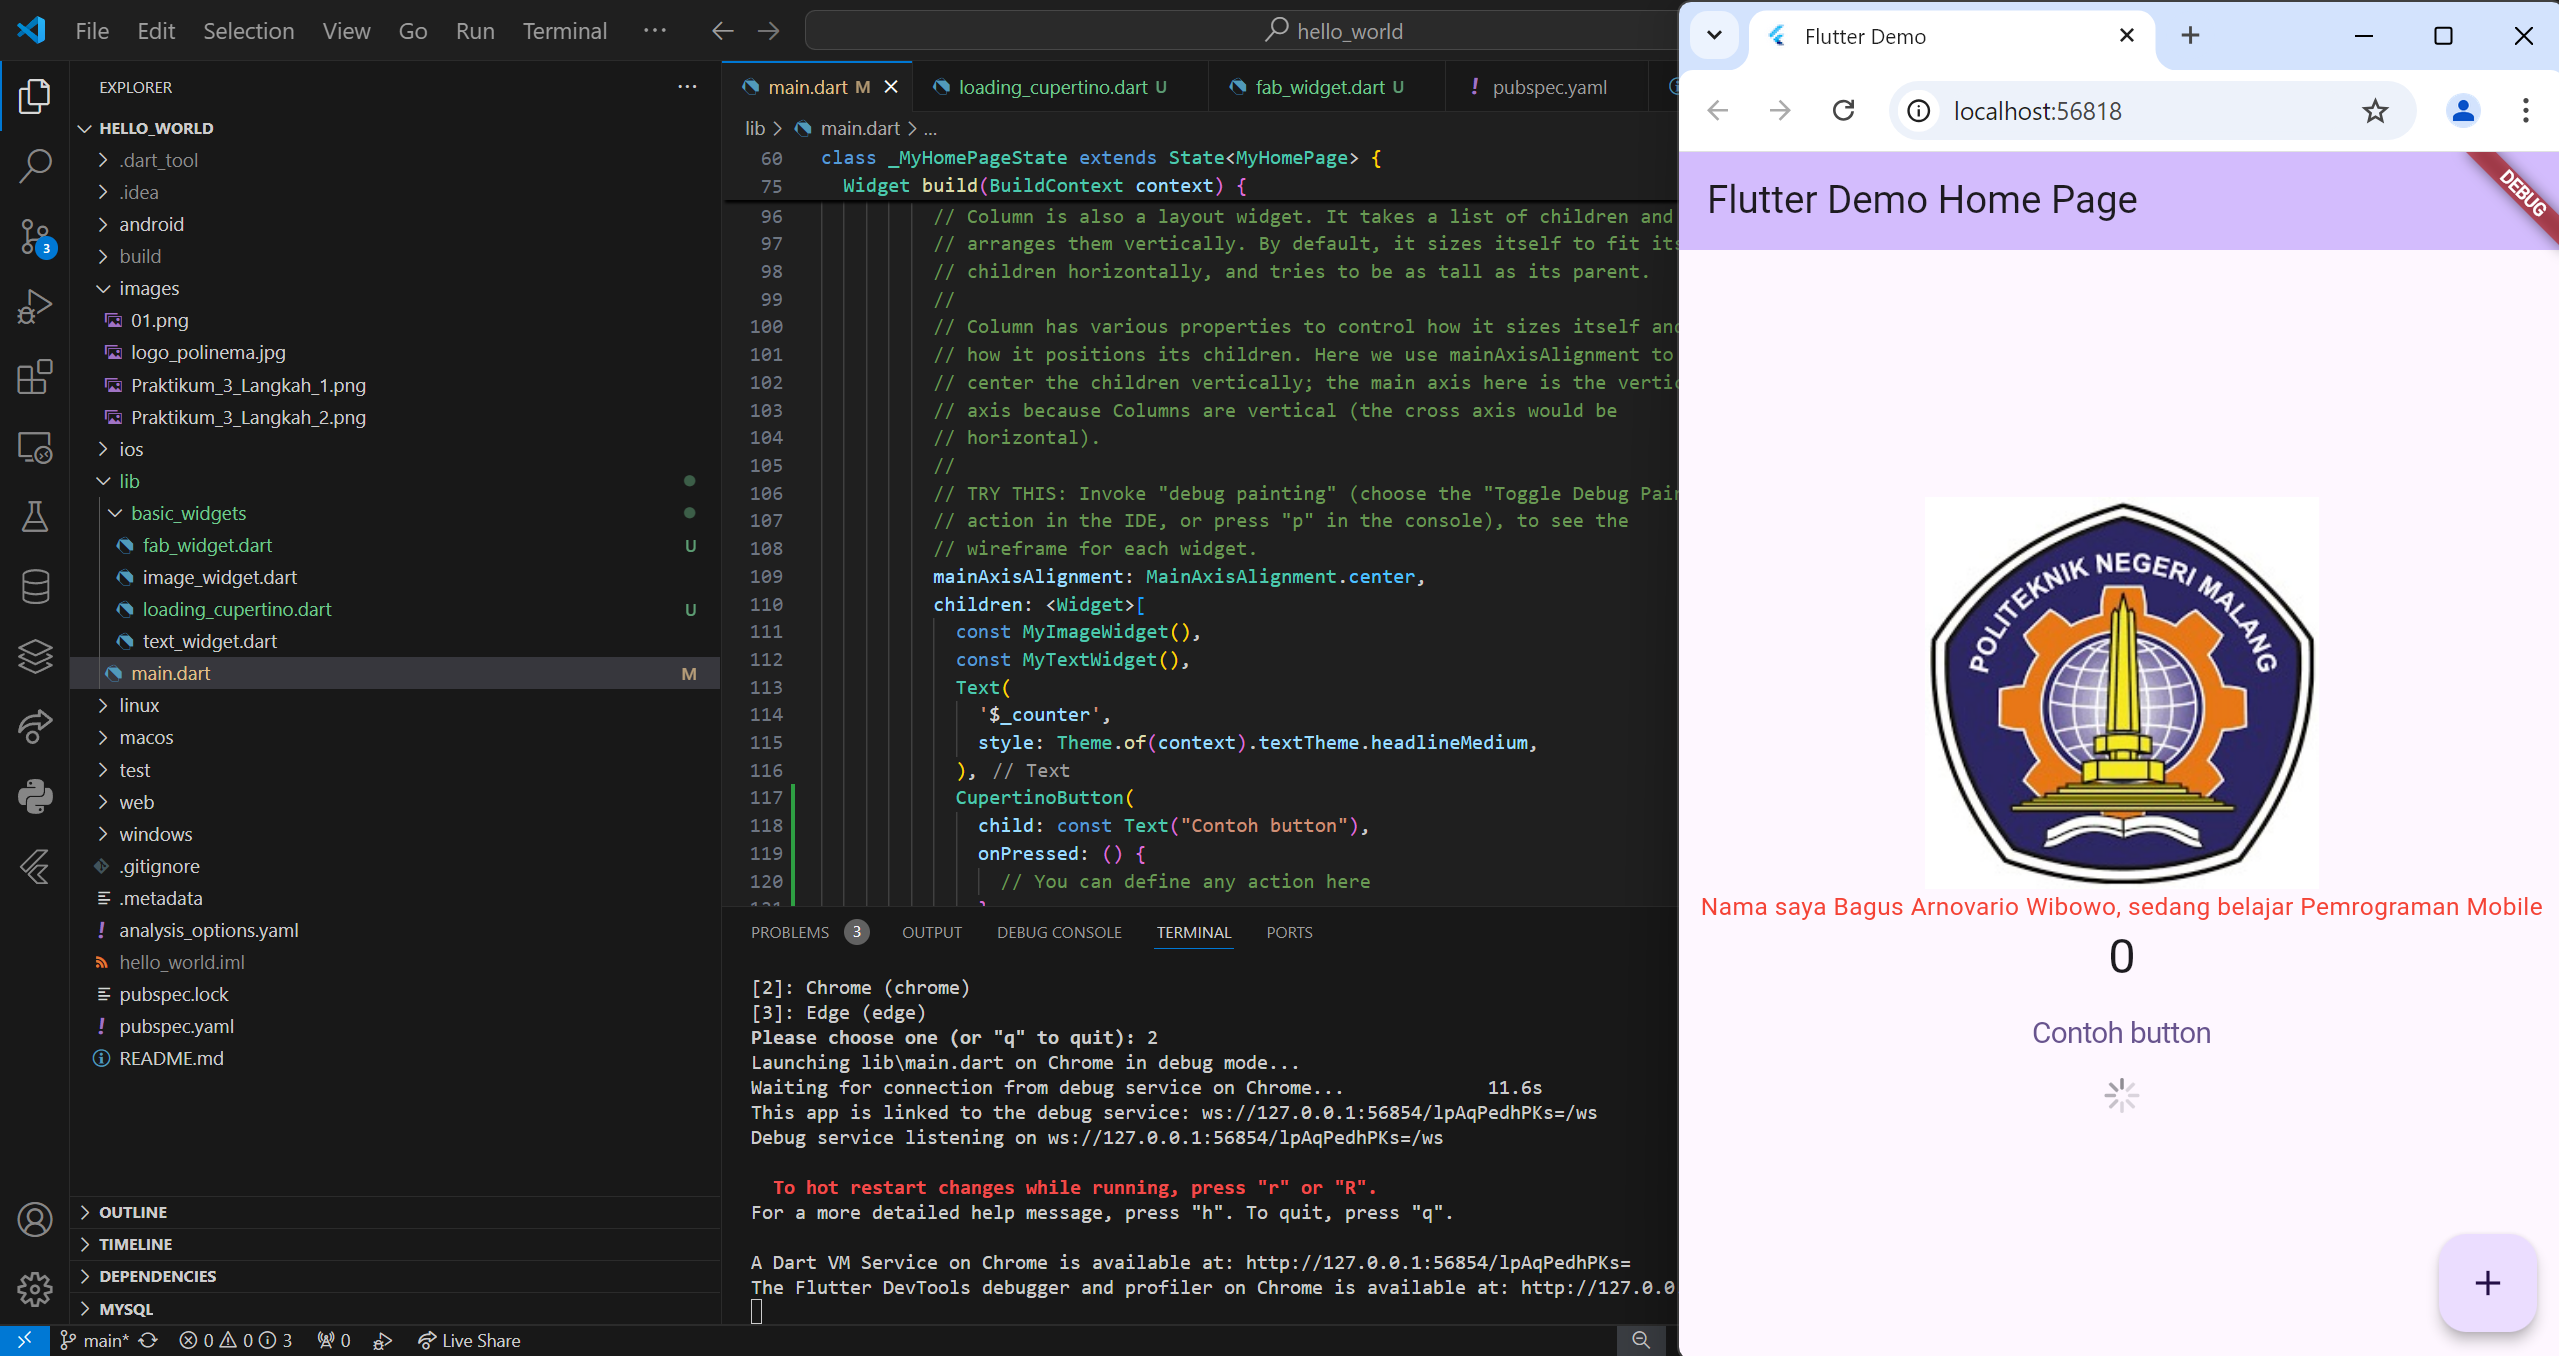 File Edit Selection View Go Run Terminal ··· hello_world
EXPLORER ···
HELLO_WORLD
.dart_tool
.idea
android
build
images
01.png
logo_polinema.jpg
Praktikum_3_Langkah_1.png
Praktikum_3_Langkah_2.png
ios
lib
basic_widgets
fab_widget.dart U
image_widget.dart
loading_cupertino.dart U
text_widget.dart
main.dart M
linux
macos
test
web
windows
.gitignore
.metadata
analysis_options.yaml
hello_world.iml
pubspec.lock
pubspec.yaml
README.md
OUTLINE
TIMELINE
DEPENDENCIES
MYSQL
3
main.dart M loading_cupertino.dart U fab_widget.dart U pubspec.yaml
lib > main.dart > ...
60 class _MyHomePageState extends State<MyHomePage> {
75 Widget build(BuildContext context) {
96 // Column is also a layout widget. It takes a list of children and
97 // arranges them vertically. By default, it sizes itself to fit its
98 // children horizontally, and tries to be as tall as its parent.
99 //
100 // Column has various properties to control how it sizes itself and
101 // how it positions its children. Here we use mainAxisAlignment to
102 // center the children vertically; the main axis here is the vertic
103 // axis because Columns are vertical (the cross axis would be
104 // horizontal).
105 //
106 // TRY THIS: Invoke "debug painting" (choose the "Toggle Debug Pain
107 // action in the IDE, or press "p" in the console), to see the
108 // wireframe for each widget.
109 mainAxisAlignment: MainAxisAlignment.center,
110 children: <Widget>[
111 const MyImageWidget(),
112 const MyTextWidget(),
113 Text(
114 '$_counter',
115 style: Theme.of(context).textTheme.headlineMedium,
116 ), // Text
117 CupertinoButton(
118 child: const Text("Contoh button"),
119 onPressed: () {
120 // You can define any action here
PROBLEMS 3 OUTPUT DEBUG CONSOLE TERMINAL PORTS
[2]: Chrome (chrome)
[3]: Edge (edge)
Please choose one (or "q" to quit): 2
Launching lib\main.dart on Chrome in debug mode...
Waiting for connection from debug service on Chrome... 11.6s
This app is linked to the debug service: ws://127.0.0.1:56854/lpAqPedhPKs=/ws
Debug service listening on ws://127.0.0.1:56854/lpAqPedhPKs=/ws
To hot restart changes while running, press "r" or "R".
For a more detailed help message, press "h". To quit, press "q".
A Dart VM Service on Chrome is available at: http://127.0.0.1:56854/lpAqPedhPKs=
The Flutter DevTools debugger and profiler on Chrome is available at: http://127.0.0
main* 0 0 3 0 Live Share
Flutter Demo
localhost:56818
Flutter Demo Home Page
DEBUG
POLITEKNIK NEGERI MALANG
Nama saya Bagus Arnovario Wibowo, sedang belajar Pemrograman Mobile
0
Contoh button
+